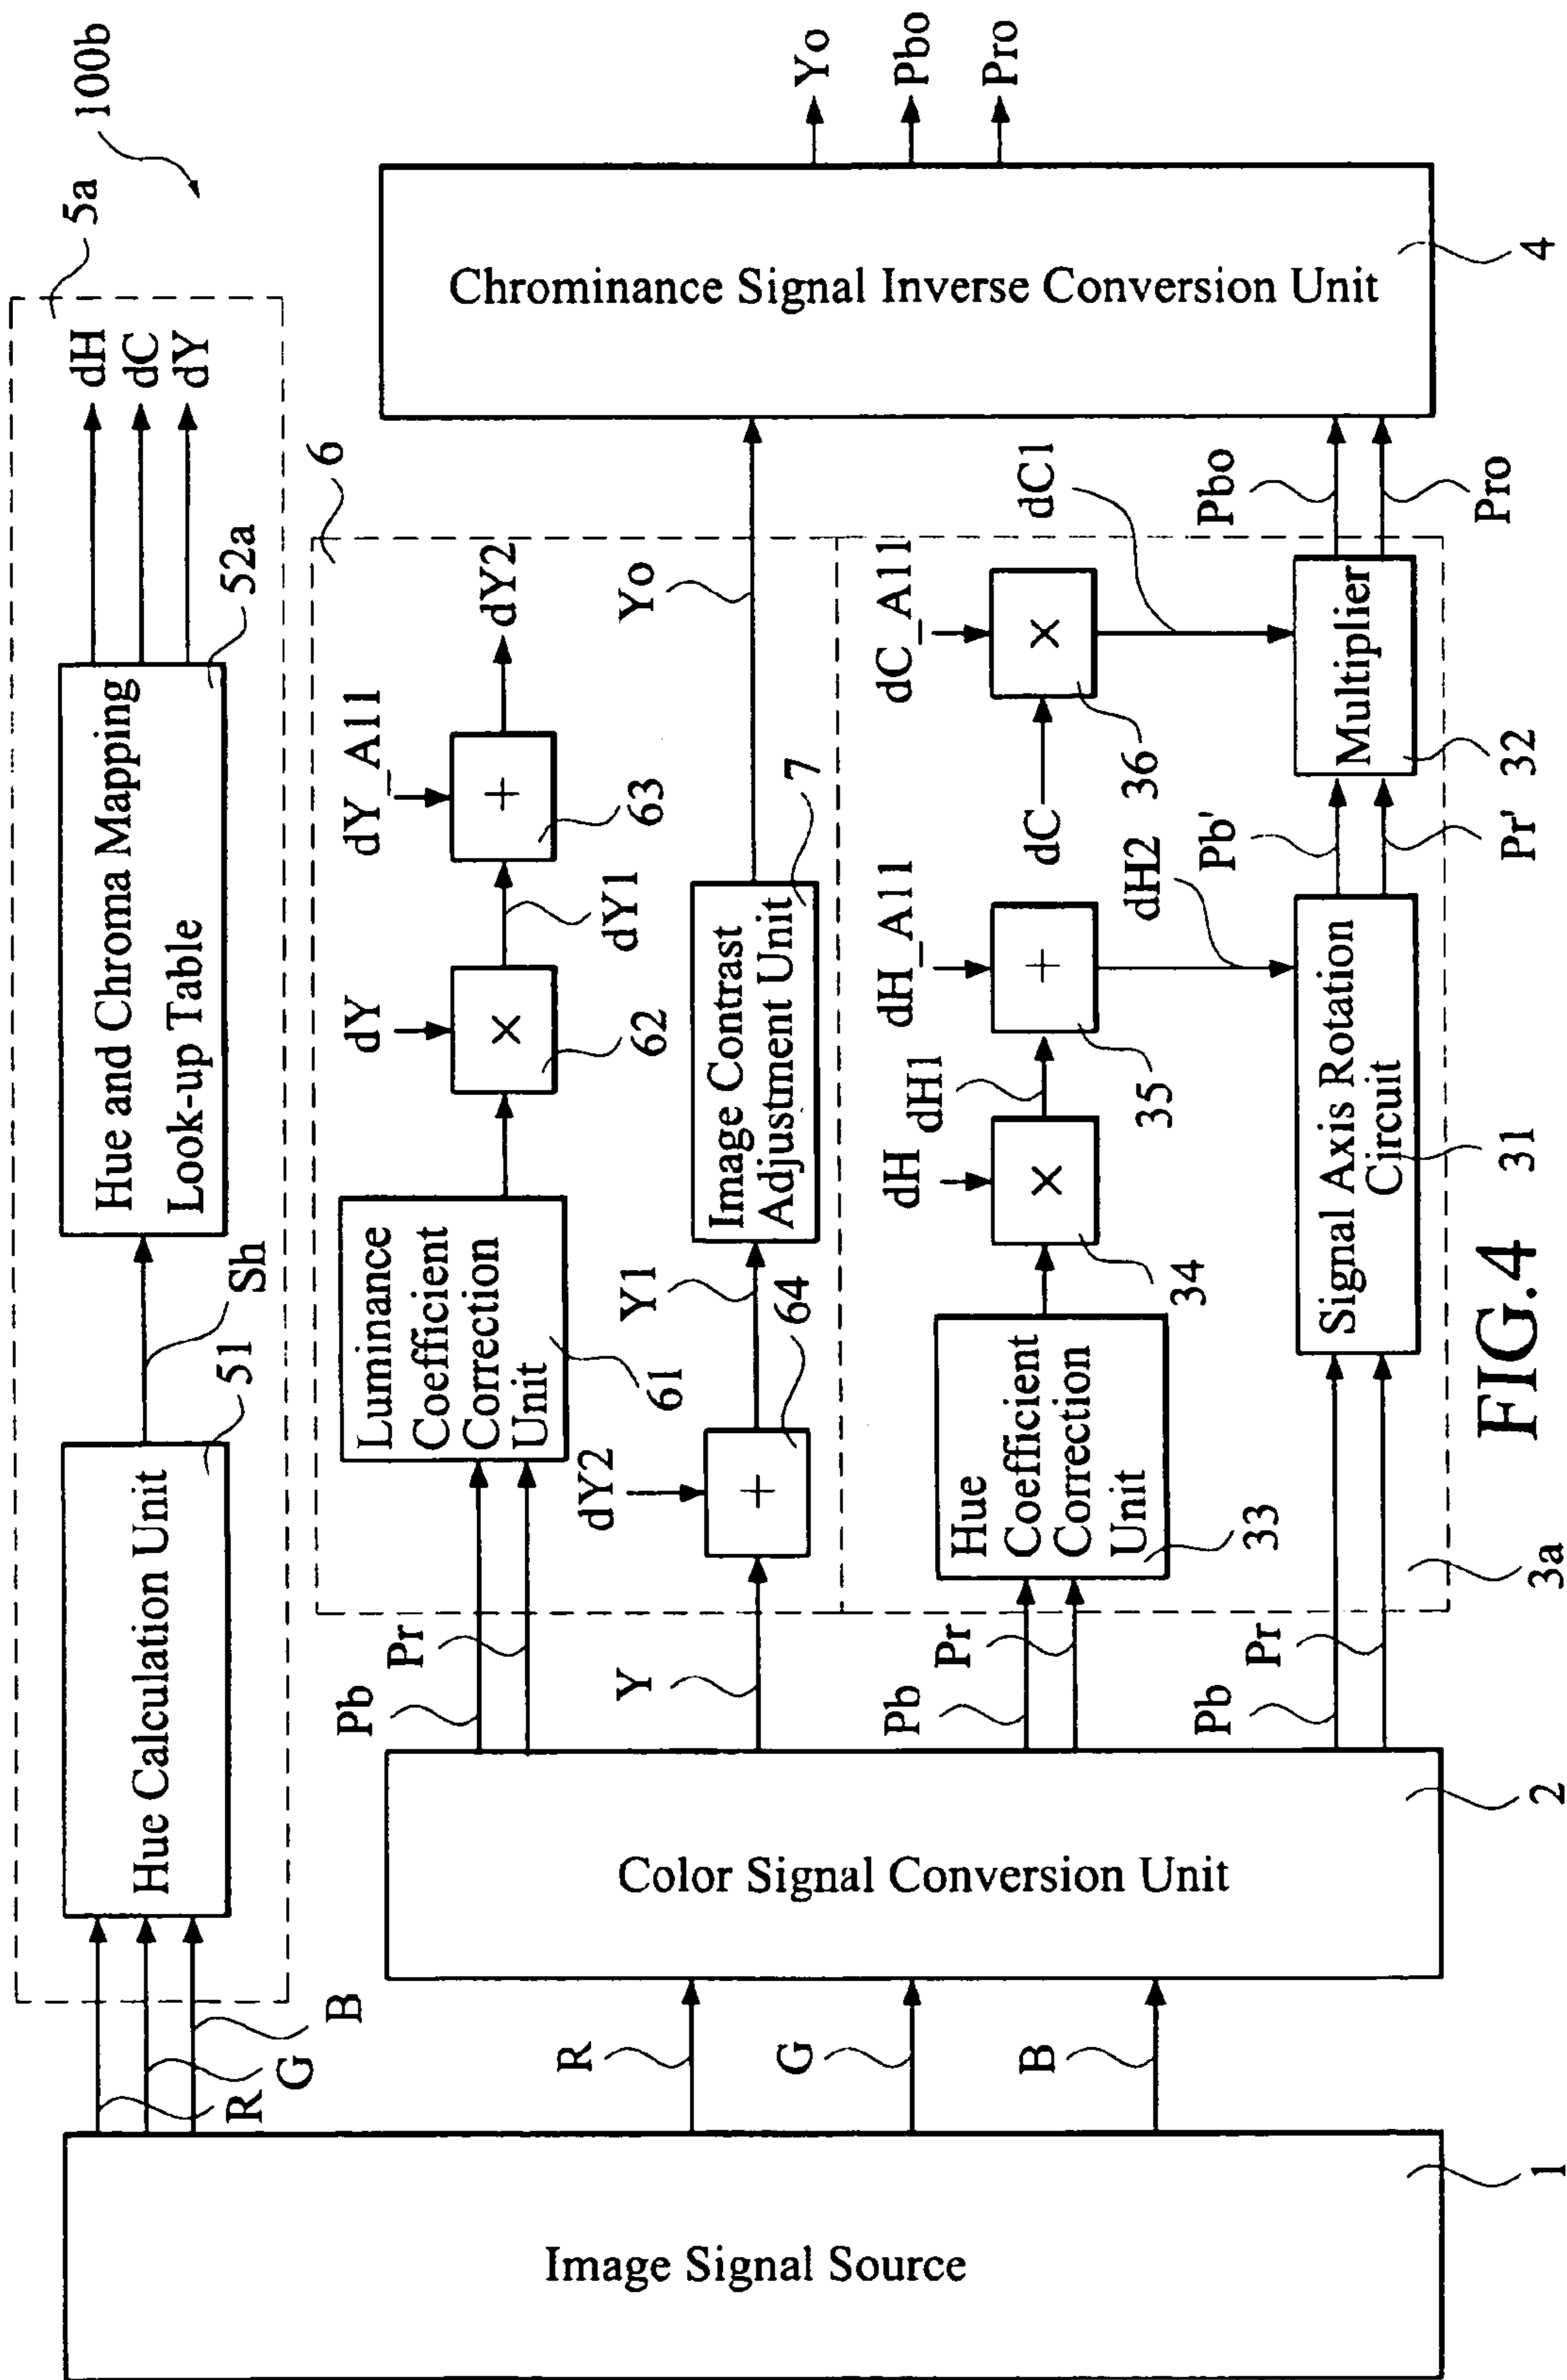 100b
5a
R
G
B
Hue Calculation Unit
51
Sh
Hue and Chroma Mapping
Look-up Table
52a
dH
dC
dY
6
Pb
Pr
Luminance
Coefficient
Correction
Unit
61
dY
×
62
dY1
dY_A11
+
63
dY2
Image Signal Source
1
R
G
B
Color Signal Conversion Unit
2
Y
dY2
+
64
Y1
Image Contrast
Adjustment Unit
7
Yo
Pb
Pr
Hue
Coefficient
Correction
Unit
33
dH
×
34
dH1
dH_A11
+
35
dH2
dC
dC_A11
×
36
dC1
Pb
Pr
3a
Signal Axis Rotation
Circuit
31
Pb'
Pr'
Multiplier
32
Pbo
Pro
Chrominance Signal Inverse Conversion Unit
4
Yo
Pbo
Pro
FIG.4